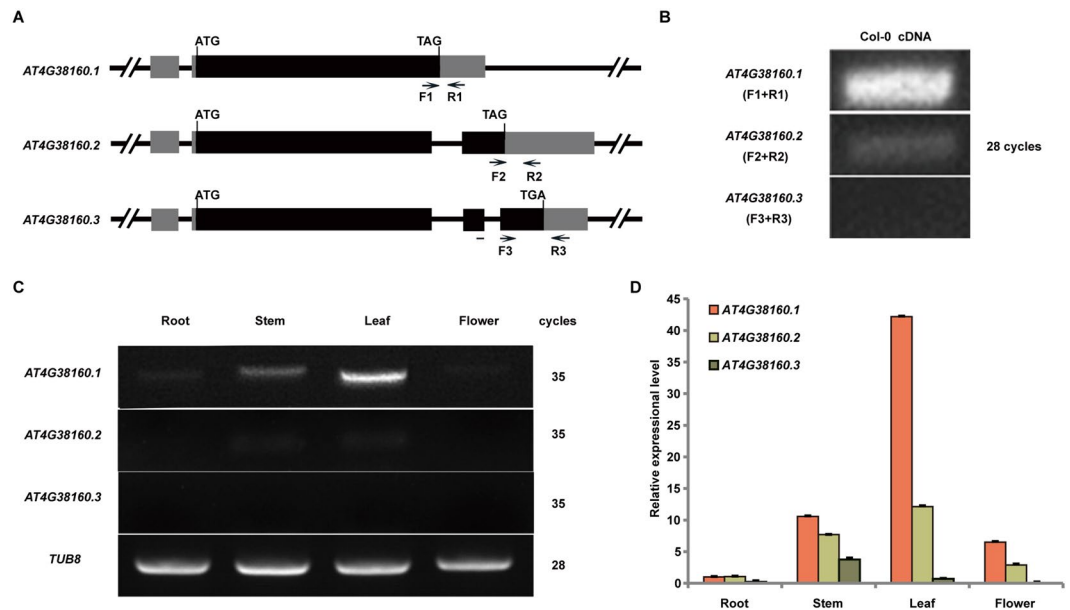 A
ATG TAG
AT4G38160.1
F1 R1
ATG TAG
AT4G38160.2
F2 R2
ATG TGA
AT4G38160.3
F3 R3
B
Col-0 cDNA
AT4G38160.1
(F1+R1)
AT4G38160.2
(F2+R2)
28 cycles
AT4G38160.3
(F3+R3)
C
Root Stem Leaf Flower cycles
AT4G38160.1 35
AT4G38160.2 35
AT4G38160.3 35
TUB8 28
D
Relative expressional level
45
40
35
30
25
20
15
10
5
0
AT4G38160.1
AT4G38160.2
AT4G38160.3
Root Stem Leaf Flower